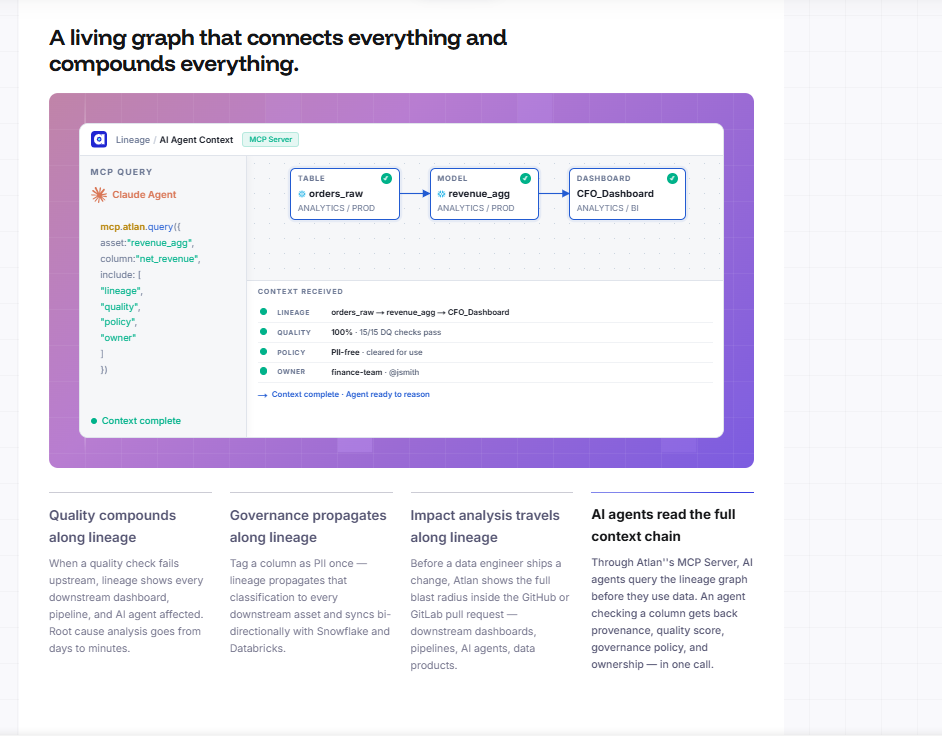 A living graph that connects everything and
compounds everything.
Lineage / AI Agent Context MCP Server
MCP QUERY
Claude Agent
mcp.atlan.query({
asset:"revenue_agg",
column:"net_revenue",
include: [
"lineage",
"quality",
"policy",
"owner"
]
})
Context complete
TABLE
orders_raw
ANALYTICS / PROD
MODEL
revenue_agg
ANALYTICS / PROD
DASHBOARD
CFO_Dashboard
ANALYTICS / BI
CONTEXT RECEIVED
LINEAGE orders_raw → revenue_agg → CFO_Dashboard
QUALITY 100% · 15/15 DQ checks pass
POLICY PII-free · cleared for use
OWNER finance-team · @jsmith
→ Context complete · Agent ready to reason
Quality compounds
along lineage
When a quality check fails
upstream, lineage shows every
downstream dashboard,
pipeline, and AI agent affected.
Root cause analysis goes from
days to minutes.
Governance propagates
along lineage
Tag a column as PII once —
lineage propagates that
classification to every
downstream asset and syncs bi-
directionally with Snowflake and
Databricks.
Impact analysis travels
along lineage
Before a data engineer ships a
change, Atlan shows the full
blast radius inside the GitHub or
GitLab pull request —
downstream dashboards,
pipelines, AI agents, data
products.
AI agents read the full
context chain
Through Atlan''s MCP Server, AI
agents query the lineage graph
before they use data. An agent
checking a column gets back
provenance, quality score,
governance policy, and
ownership — in one call.